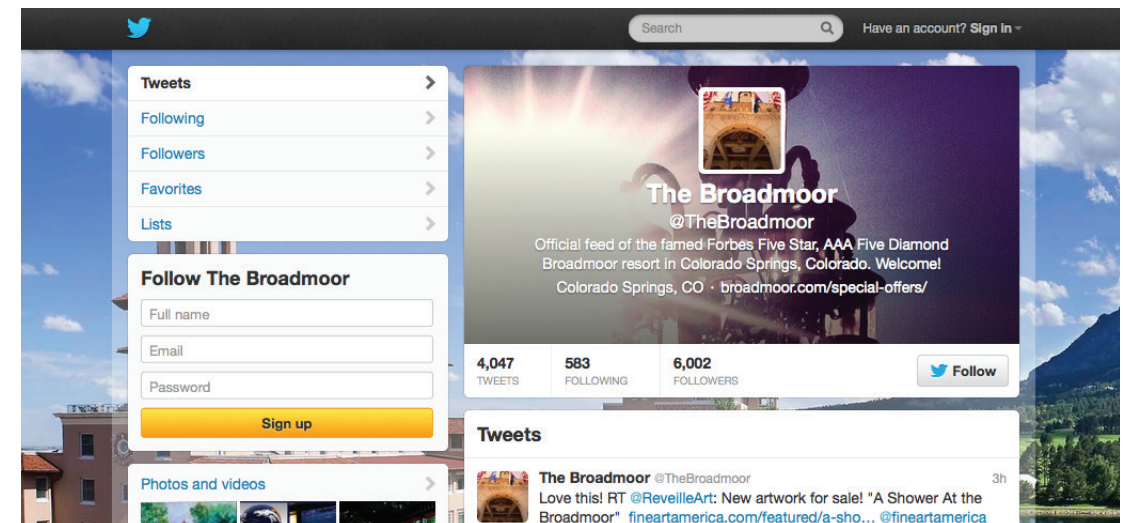 Search
Have an account? Sign in
Tweets
Following
Followers
Favorites
Lists
Follow The Broadmoor
Full name
Email
Password
Sign up
Photos and videos
The Broadmoor
@TheBroadmoor
Official feed of the famed Forbes Five Star, AAA Five Diamond
Broadmoor resort in Colorado Springs, Colorado. Welcome!
Colorado Springs, CO · broadmoor.com/special-offers/
4,047 583 6,002
TWEETS FOLLOWING FOLLOWERS
Follow
Tweets
The Broadmoor @TheBroadmoor 3h
Love this! RT @ReveilleArt: New artwork for sale! "A Shower At the
Broadmoor" fineartamerica.com/featured/a-sho... @fineartamerica